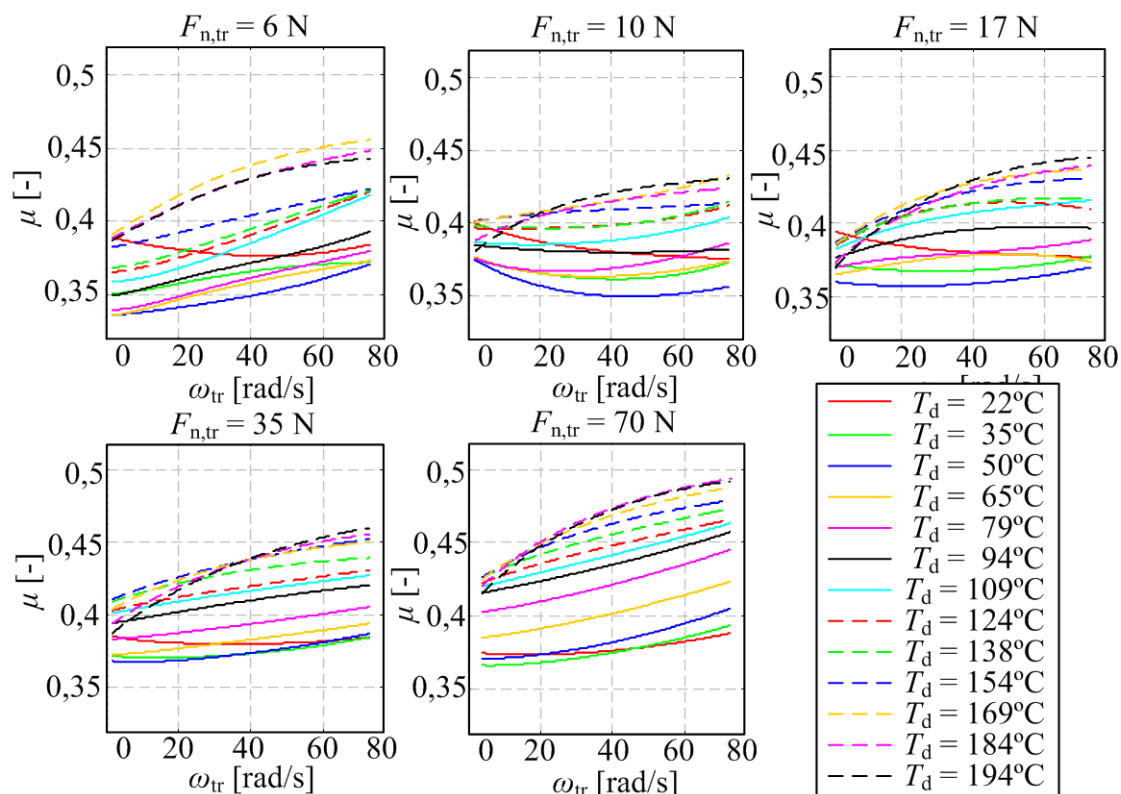 F_n,tr = 6 N
F_n,tr = 10 N
F_n,tr = 17 N
μ [-]
0,5
0,45
0,4
0,35
0 20 40 60 80
ω_tr [rad/s]
μ [-]
0,5
0,45
0,4
0,35
0 20 40 60 80
ω_tr [rad/s]
μ [-]
0,5
0,45
0,4
0,35
0 20 40 60 80
[rad/s]
F_n,tr = 35 N
F_n,tr = 70 N
μ [-]
0,5
0,45
0,4
0,35
0 20 40 60 80
ω_tr [rad/s]
μ [-]
0,5
0,45
0,4
0,35
0 20 40 60 80
ω_tr [rad/s]
T_d = 22ºC
T_d = 35ºC
T_d = 50ºC
T_d = 65ºC
T_d = 79ºC
T_d = 94ºC
T_d = 109ºC
T_d = 124ºC
T_d = 138ºC
T_d = 154ºC
T_d = 169ºC
T_d = 184ºC
T_d = 194ºC